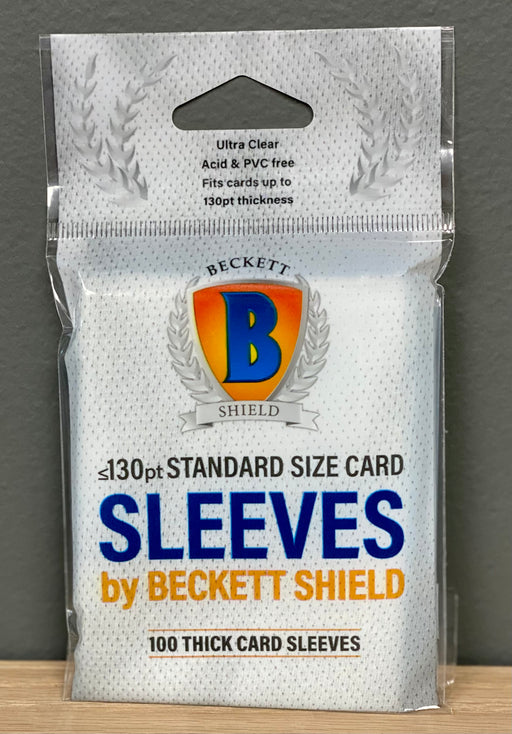 Ultra Clear
Acid & PVC free
Fits cards up to
130pt thickness
BECKETT
B
SHIELD
≤130pt STANDARD SIZE CARD
SLEEVES
by BECKETT SHIELD
100 THICK CARD SLEEVES